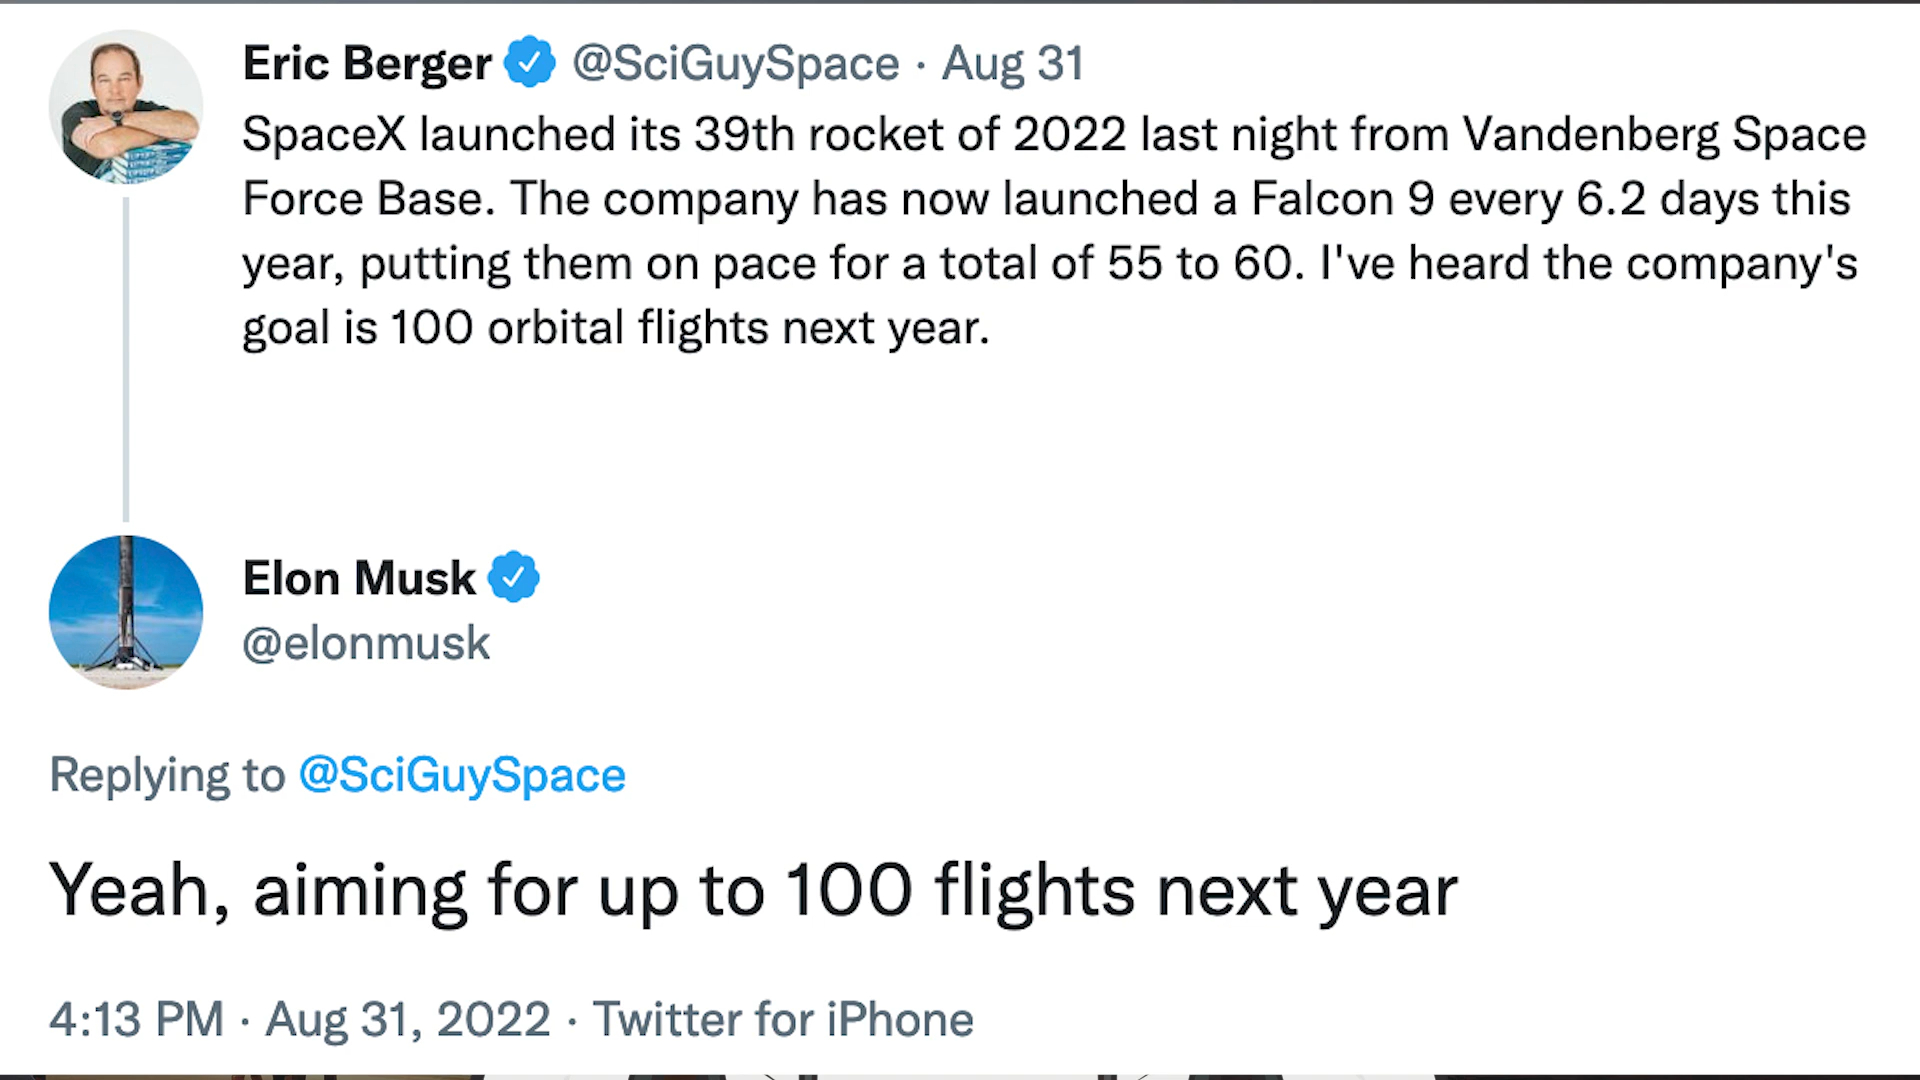 Eric Berger @SciGuySpace · Aug 31
SpaceX launched its 39th rocket of 2022 last night from Vandenberg Space
Force Base. The company has now launched a Falcon 9 every 6.2 days this
year, putting them on pace for a total of 55 to 60. I've heard the company's
goal is 100 orbital flights next year.
Elon Musk
@elonmusk
Replying to @SciGuySpace
Yeah, aiming for up to 100 flights next year
4:13 PM · Aug 31, 2022 · Twitter for iPhone